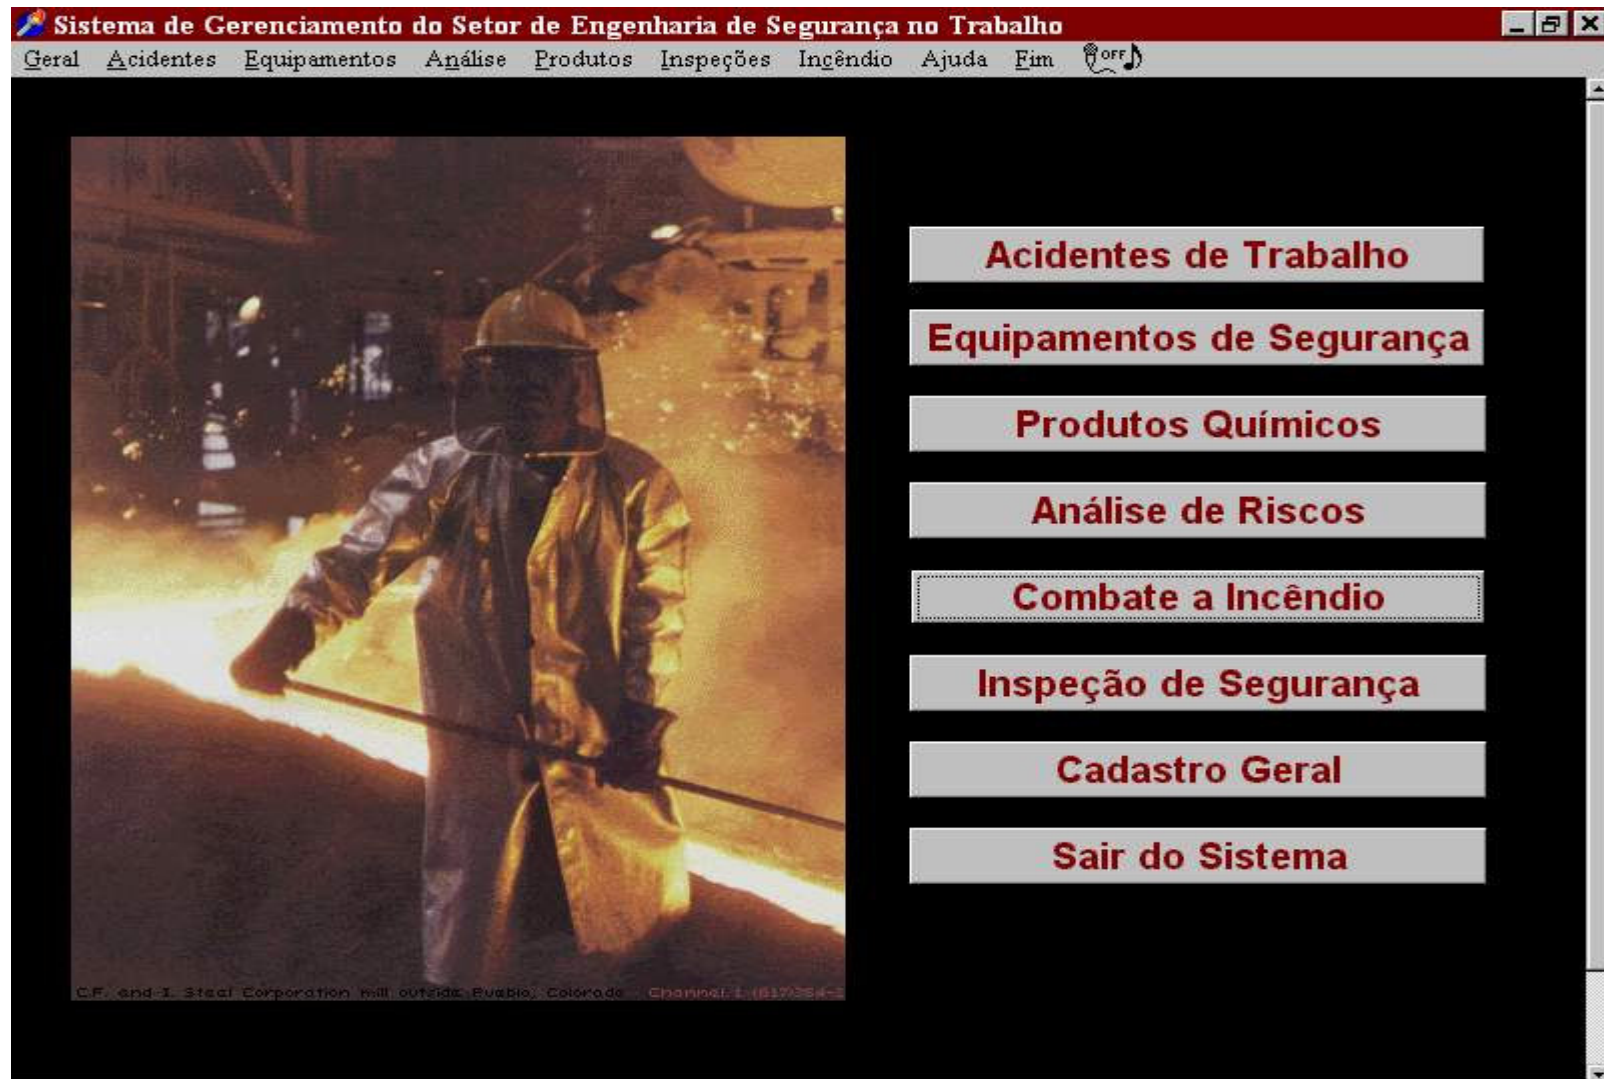 Sistema de Gerenciamento do Setor de Engenharia de Segurança no Trabalho
Geral Acidentes Equipamentos Análise Produtos Inspeções Incêndio Ajuda Fim OFF
Acidentes de Trabalho
Equipamentos de Segurança
Produtos Químicos
Análise de Riscos
Combate a Incêndio
Inspeção de Segurança
Cadastro Geral
Sair do Sistema
C.F. and I. Steel Corporation mill outside Pueblo, Colorado Channel 1